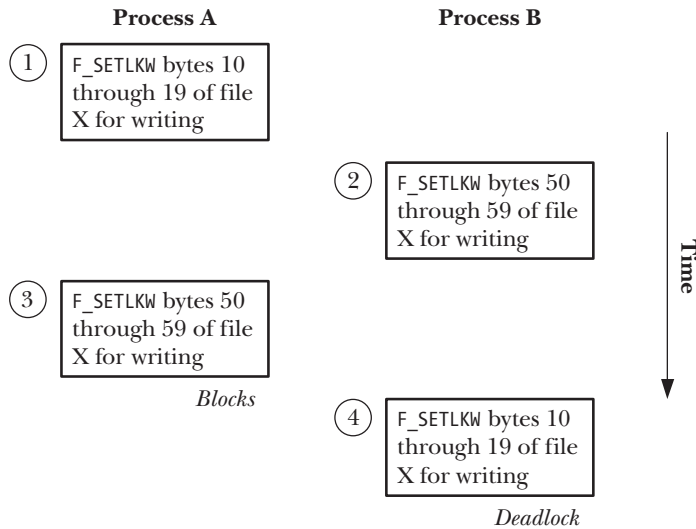 Process A
Process B
1
F_SETLKW bytes 10
through 19 of file
X for writing
2
F_SETLKW bytes 50
through 59 of file
X for writing
Time
3
F_SETLKW bytes 50
through 59 of file
X for writing
Blocks
4
F_SETLKW bytes 10
through 19 of file
X for writing
Deadlock